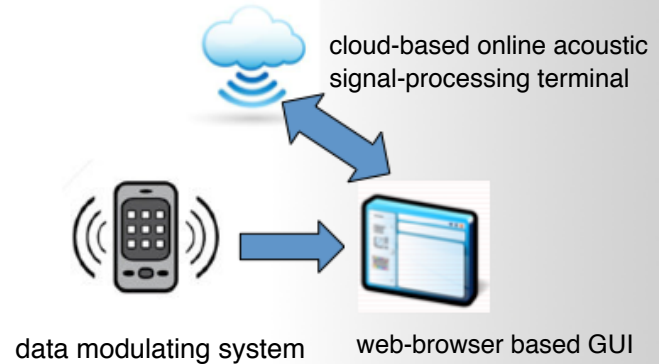 cloud-based online acoustic
signal-processing terminal
data modulating system
web-browser based GUI